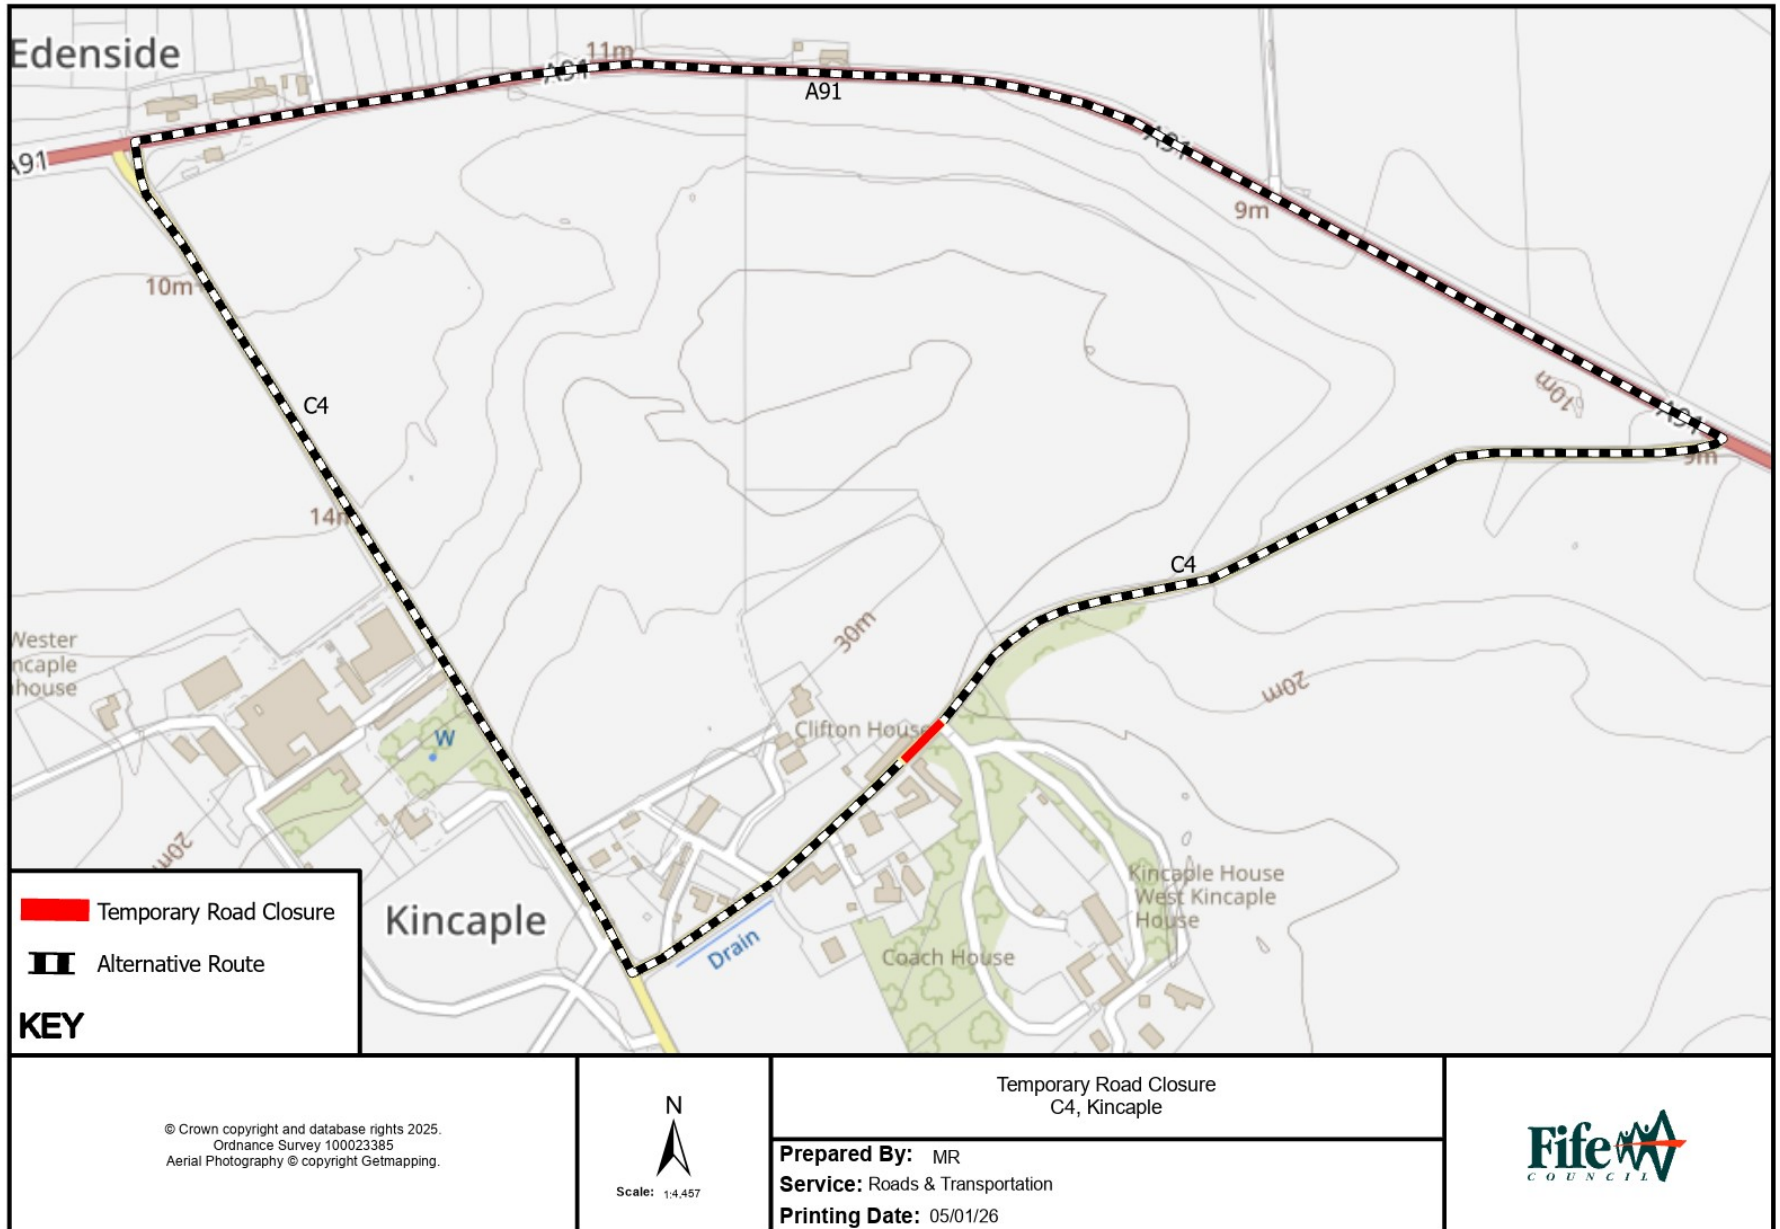 Edenside
11m
A91
A91
A91
A91
9m
10m
C4
10m
A91
9m
14m
C4
30m
20m
Wester
ncaple
house
W
Clifton House
20m
Kincaple House
West Kincaple
House
Kincaple
Drain
Coach House
Temporary Road Closure
Alternative Route
KEY
© Crown copyright and database rights 2025.
Ordnance Survey 100023385
Aerial Photography © copyright Getmapping.
N
Scale: 1:4,457
Temporary Road Closure
C4, Kincaple
Prepared By: MR
Service: Roads & Transportation
Printing Date: 05/01/26
Fife
COUNCIL